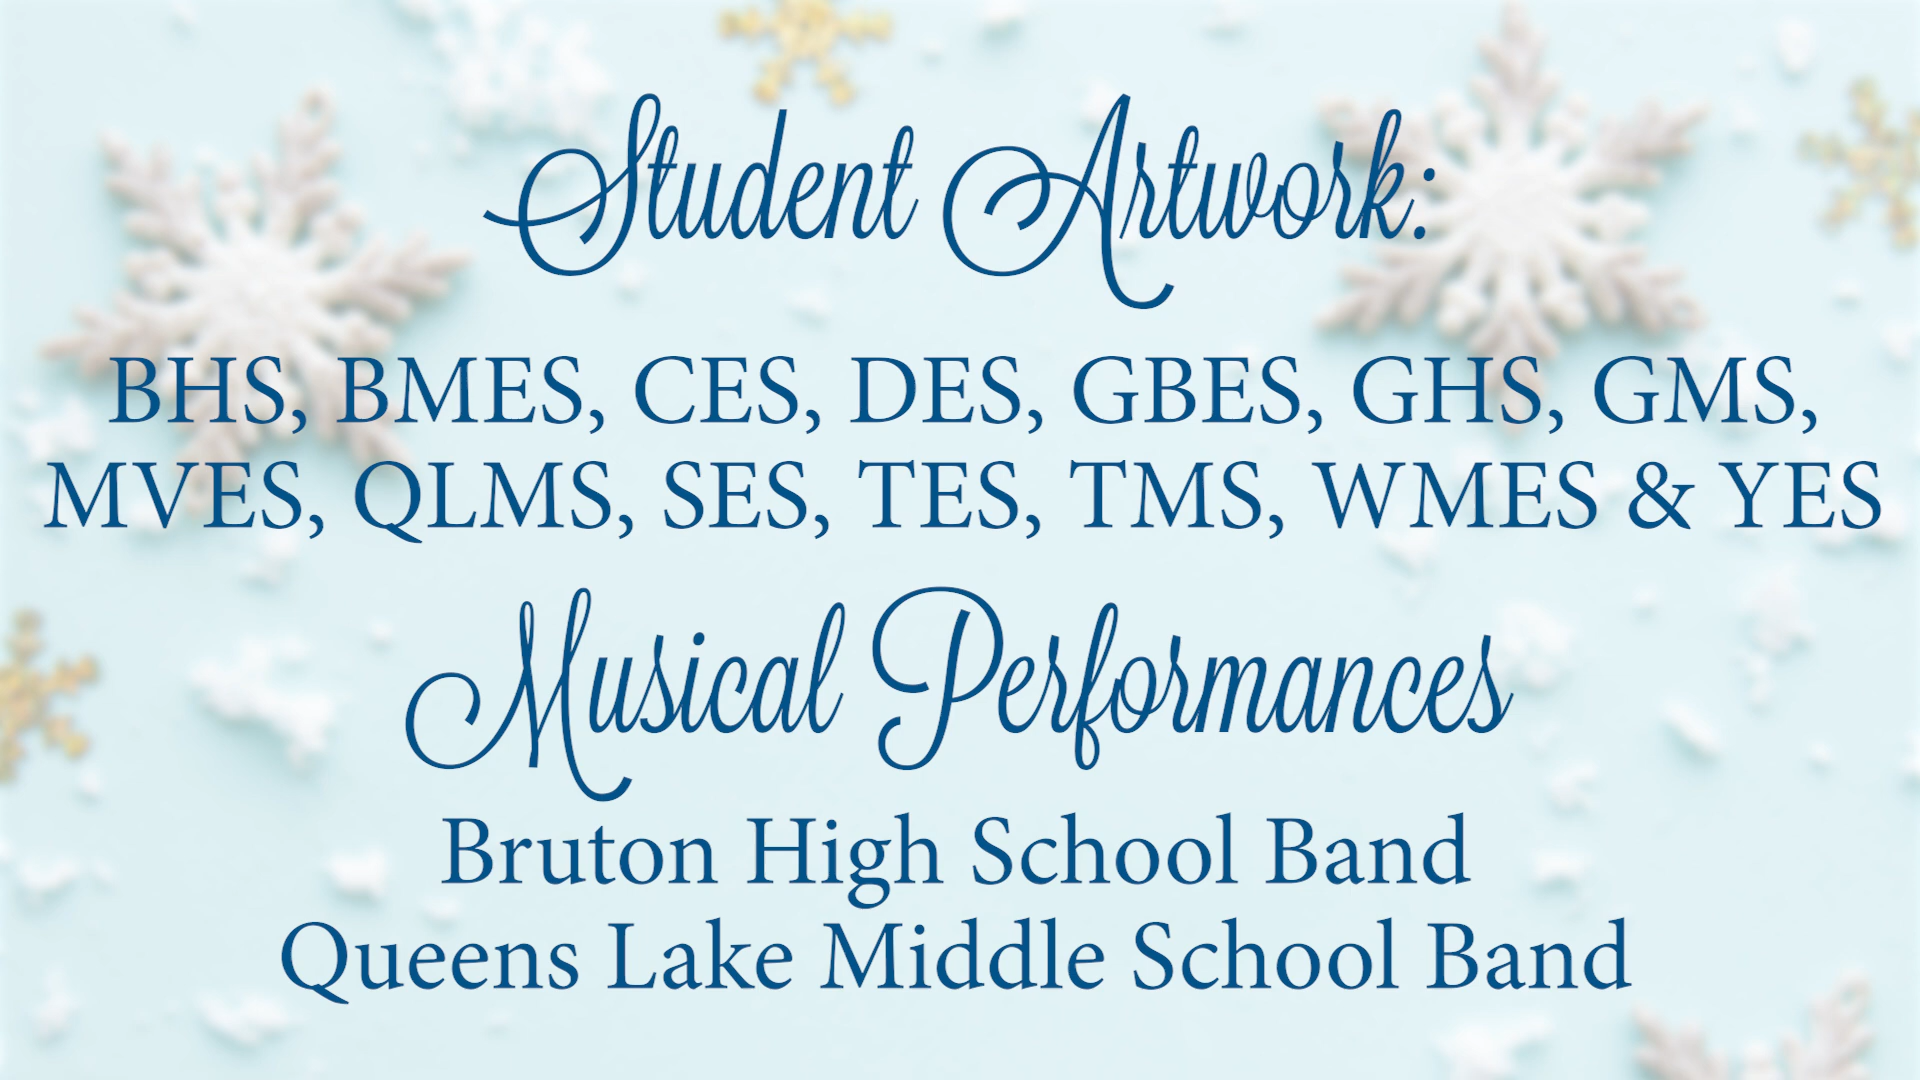 Student Artwork:
BHS, BMES, CES, DES, GBES, GHS, GMS,
MVES, QLMS, SES, TES, TMS, WMES & YES
Musical Performances
Bruton High School Band
Queens Lake Middle School Band